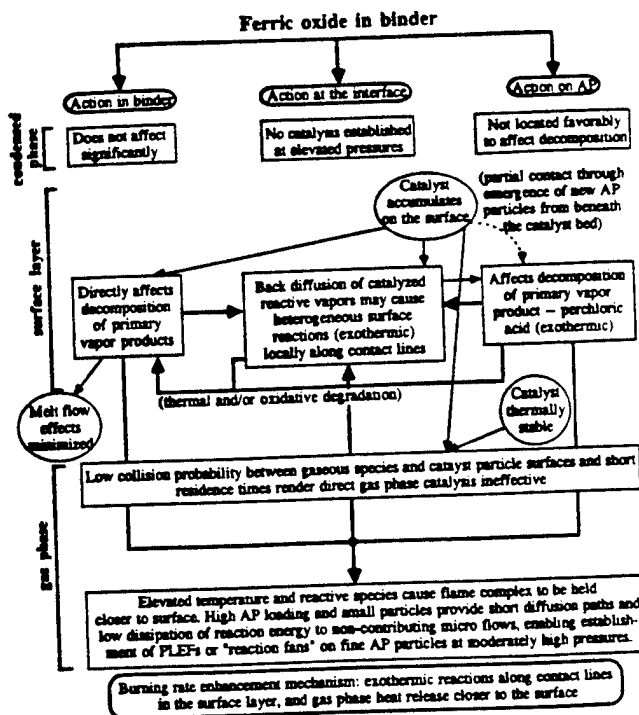 Ferric oxide in binder
Action in binder
Action at the interface
Action on AP
condensed
phase
Does not affect
significantly
No catalysis established
at elevated pressures
Not located favorably
to affect decomposition
surface layer
Catalyst
accumulates
on the surface
(partial contact through
emergence of new AP
particles from beneath
the catalyst bed)
Directly affects
decomposition
of primary
vapor products
Back diffusion of catalyzed
reactive vapors may cause
heterogeneous surface
reactions (exothermic)
locally along contact lines
Affects decomposition
of primary vapor
product – perchloric
acid (exothermic)
(thermal and/or oxidative degradation)
Melt flow
effects
minimized
Catalyst
thermally
stable
gas phase
Low collision probability between gaseous species and catalyst particle surfaces and short
residence times render direct gas phase catalysis ineffective
Elevated temperature and reactive species cause flame complex to be held
closer to surface. High AP loading and small particles provide short diffusion paths and
low dissipation of reaction energy to non-contributing micro flows, enabling establish-
ment of PLEFs or "reaction fans" on fine AP particles at moderately high pressures.
Burning rate enhancement mechanism: exothermic reactions along contact lines
in the surface layer, and gas phase heat release closer to the surface